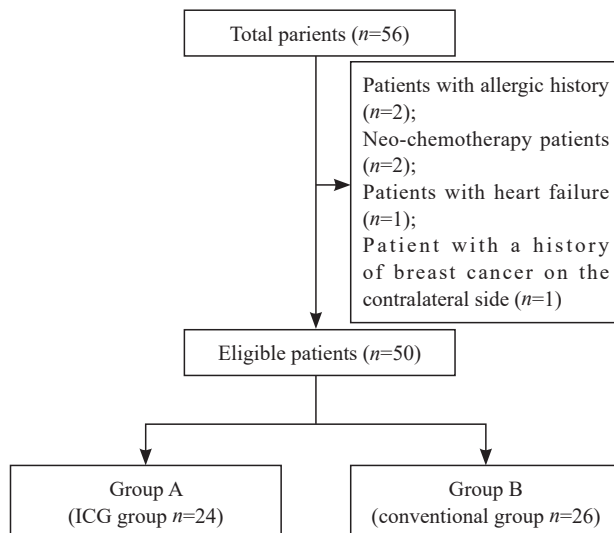 Total parients (n=56)
Patients with allergic history
(n=2);
Neo-chemotherapy patients
(n=2);
Patients with heart failure
(n=1);
Patient with a history
of breast cancer on the
contralateral side (n=1)
Eligible patients (n=50)
Group A
(ICG group n=24)
Group B
(conventional group n=26)